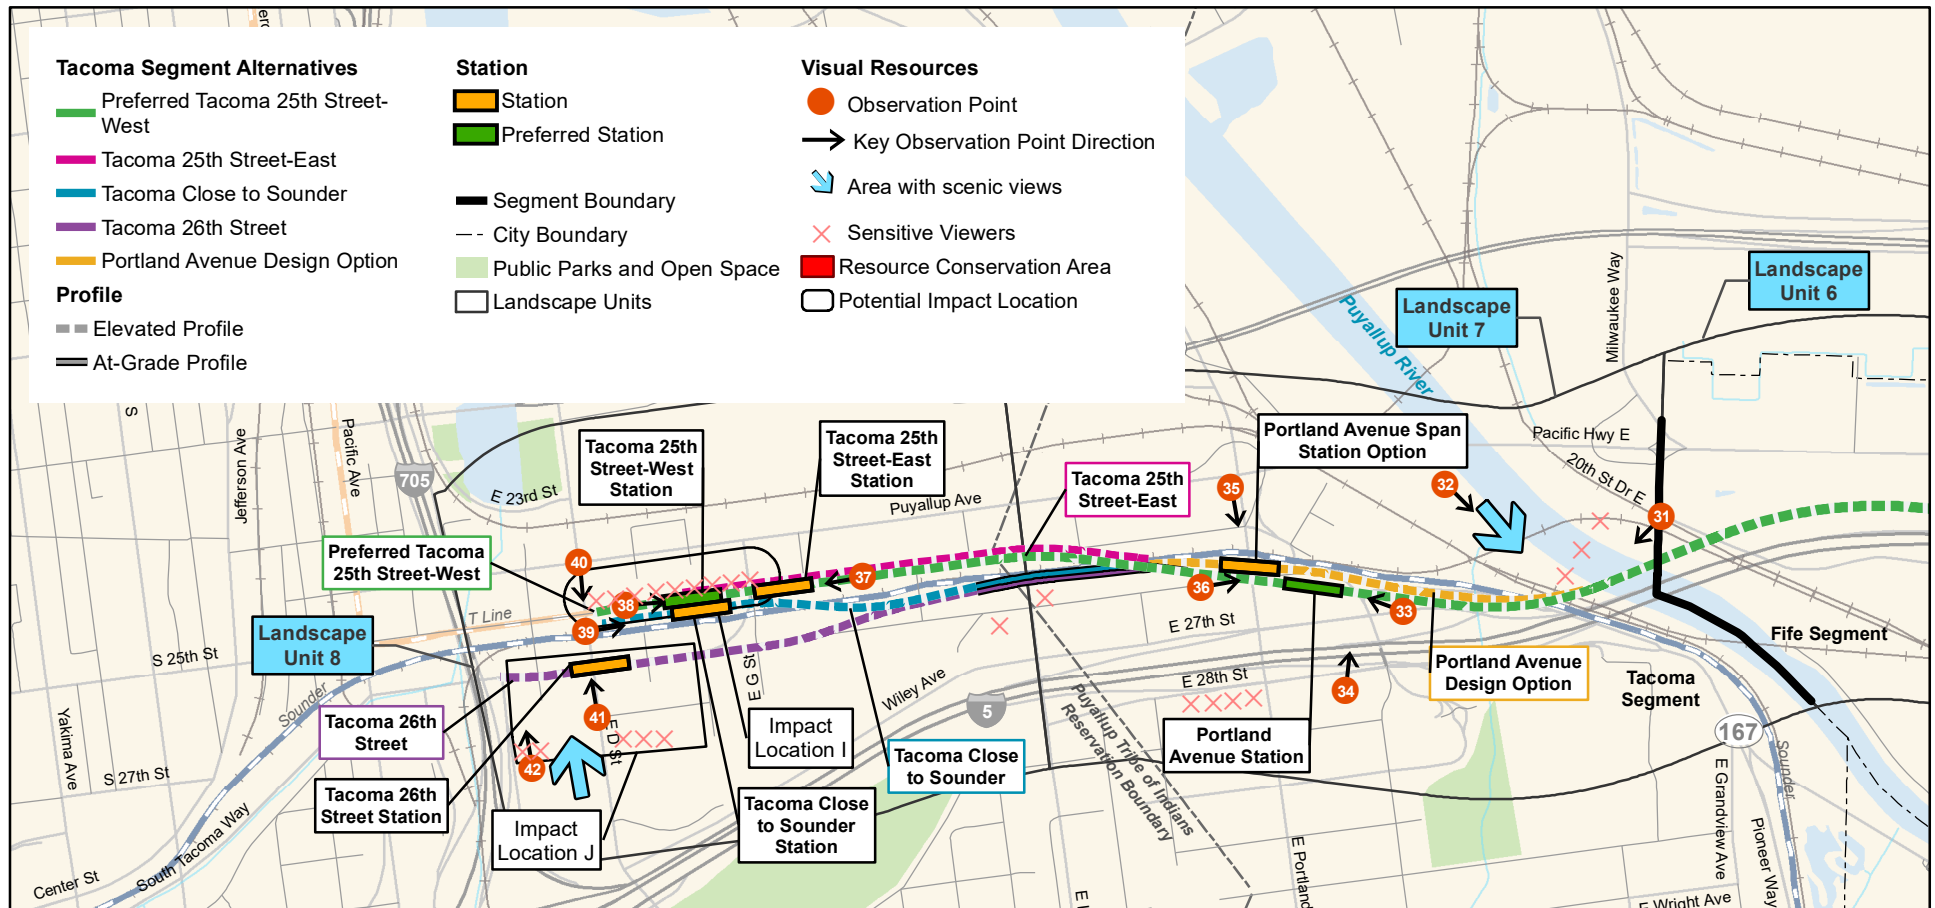 Tacoma Segment Alternatives
Preferred Tacoma 25th Street-
West
Tacoma 25th Street-East
Tacoma Close to Sounder
Tacoma 26th Street
Portland Avenue Design Option
Profile
Elevated Profile
At-Grade Profile
Station
Station
Preferred Station
Segment Boundary
City Boundary
Public Parks and Open Space
Landscape Units
Visual Resources
Observation Point
Key Observation Point Direction
Area with scenic views
Sensitive Viewers
Resource Conservation Area
Potential Impact Location
Landscape
Unit 6
Landscape
Unit 7
Milwaukee Way
Puyallup River
Pacific Hwy E
20th St Dr E
Portland Avenue Span
Station Option
Tacoma 25th
Street-West
Station
Tacoma 25th
Street-East
Station
Tacoma 25th
Street-East
Puyallup Ave
E 23rd St
705
Jefferson Ave
Pacific Ave
S
Preferred Tacoma
25th Street-West
T Line
40
38
39
37
35
36
32
31
33
34
41
42
Landscape
Unit 8
S 25th St
Sounder
Tacoma 26th
Street
Yakima Ave
S 27th St
Tacoma 26th
Street Station
South Tacoma Way
Center St
Impact
Location J
E D St
E G St
Impact
Location I
Tacoma Close
to Sounder
Station
Wiley Ave
5
Tacoma Close
to Sounder
Puyallup Tribe of Indians
Reservation Boundary
E 27th St
E 28th St
Portland
Avenue Station
Portland Avenue
Design Option
Tacoma
Segment
Fife Segment
167
Sounder
E Grandview Ave
Pioneer Way
E Portland
E Wright Ave